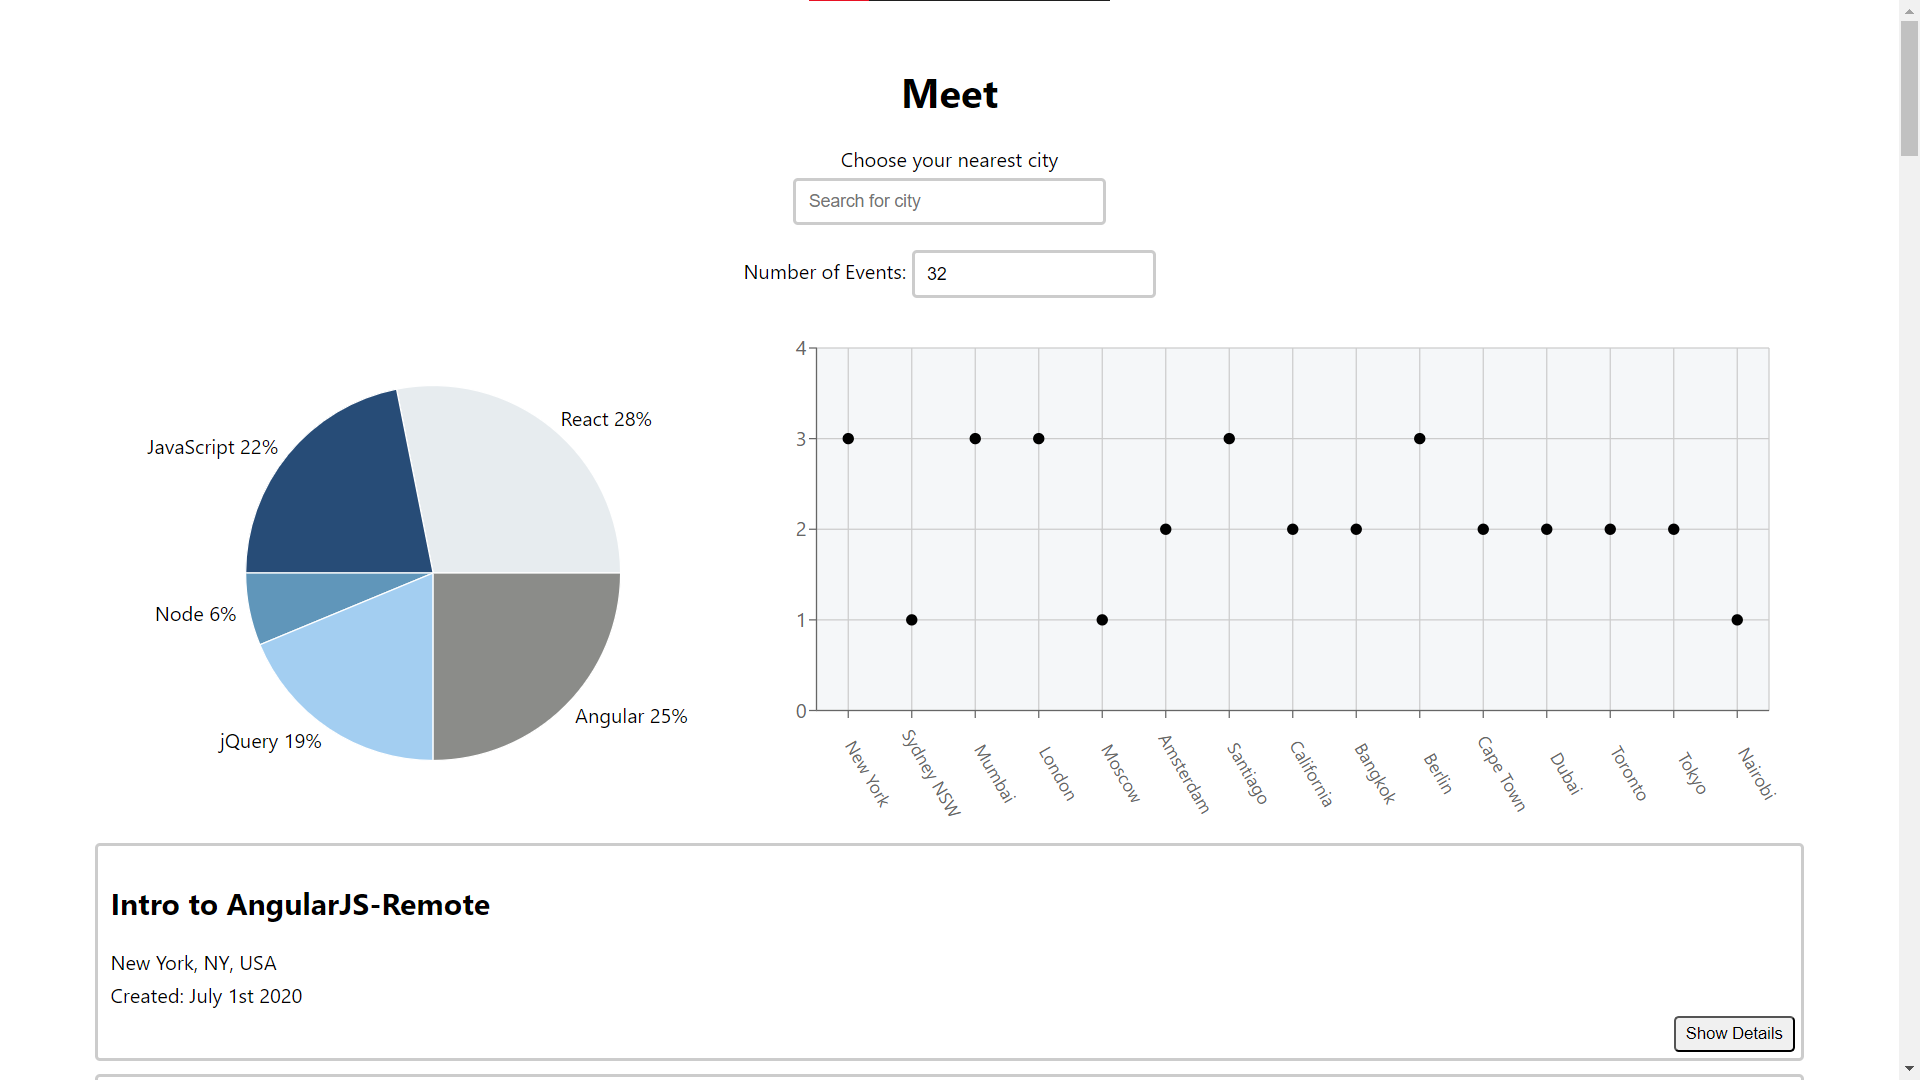 Meet
Choose your nearest city
Search for city
Number of Events: 32
React 28%
JavaScript 22%
Node 6%
jQuery 19%
Angular 25%
4
3
2
1
0
New York
Sydney NSW
Mumbai
London
Moscow
Amsterdam
Santiago
California
Bangkok
Berlin
Cape Town
Dubai
Toronto
Tokyo
Nairobi
Intro to AngularJS-Remote
New York, NY, USA
Created: July 1st 2020
Show Details